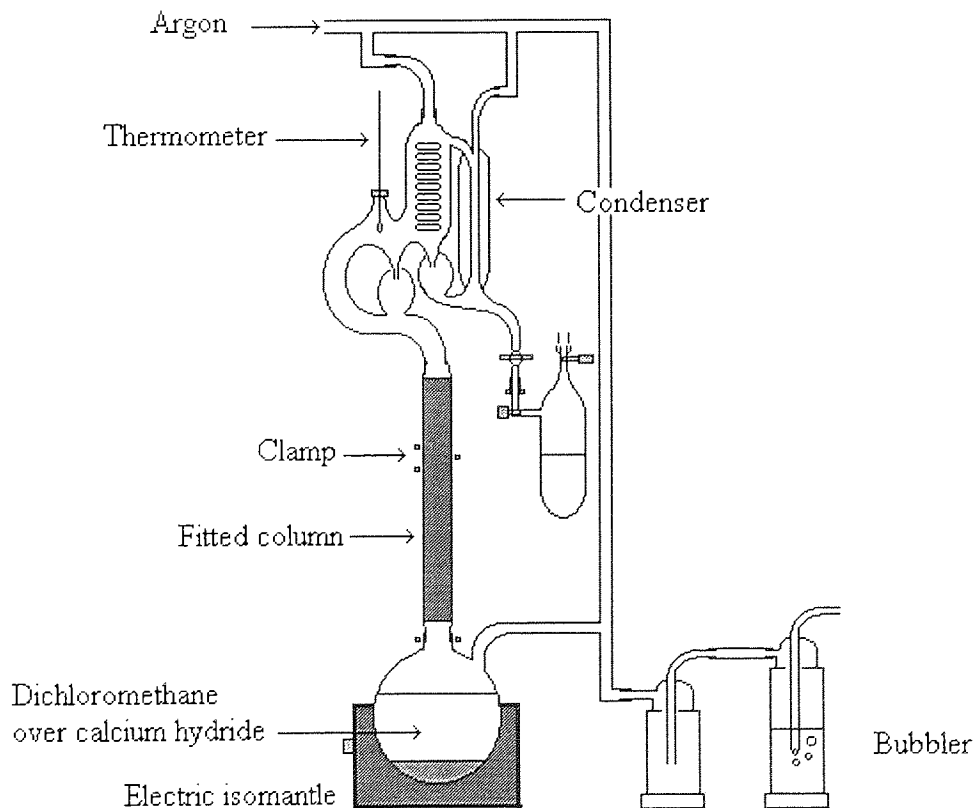 Argon
Thermometer
Condenser
Clamp
Fitted column
Dichloromethane
over calcium hydride
Bubbler
Electric isomantle